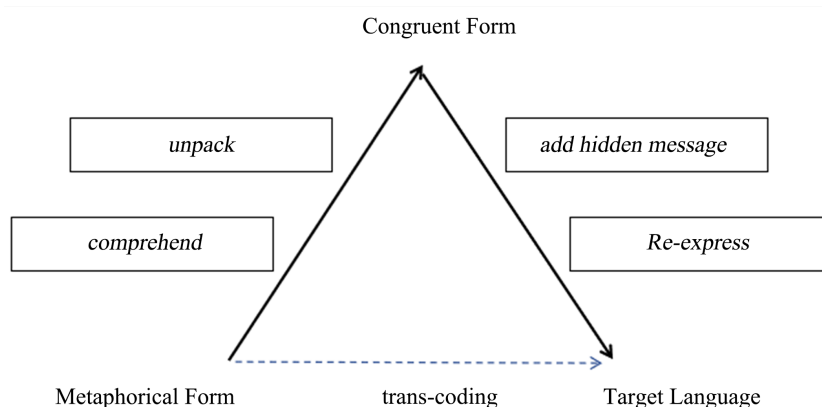 Congruent Form
unpack
add hidden message
comprehend
Re-express
Metaphorical Form
trans-coding
Target Language